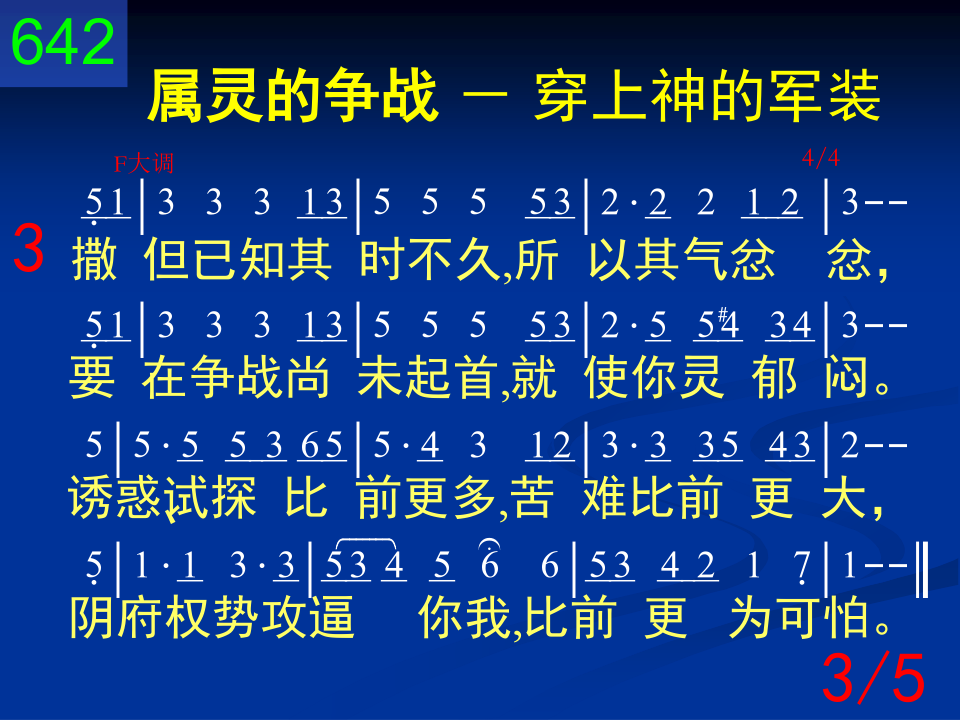 642
属灵的争战 — 穿上神的军装
F大调 4/4
5̣1|3 3 3 13|5 5 5 53|2·2 2 12|3--
3
撒 但已知其 时不久,所 以其气忿 忿，
5̣1|3 3 3 13|5 5 5 53|2·5 5#4 34|3--
要 在争战尚 未起首,就 使你灵 郁 闷。
5|5·5 53 65|5·4 3 12|3·3 35 43|2--
诱惑、试探 比 前更多,苦 难比前 更 大，
5̣|1·1 3·3|53 4 5 6 6|53 42 1 7̣|1--‖
阴府权势攻逼 你我,比前 更 为可怕。
3/5